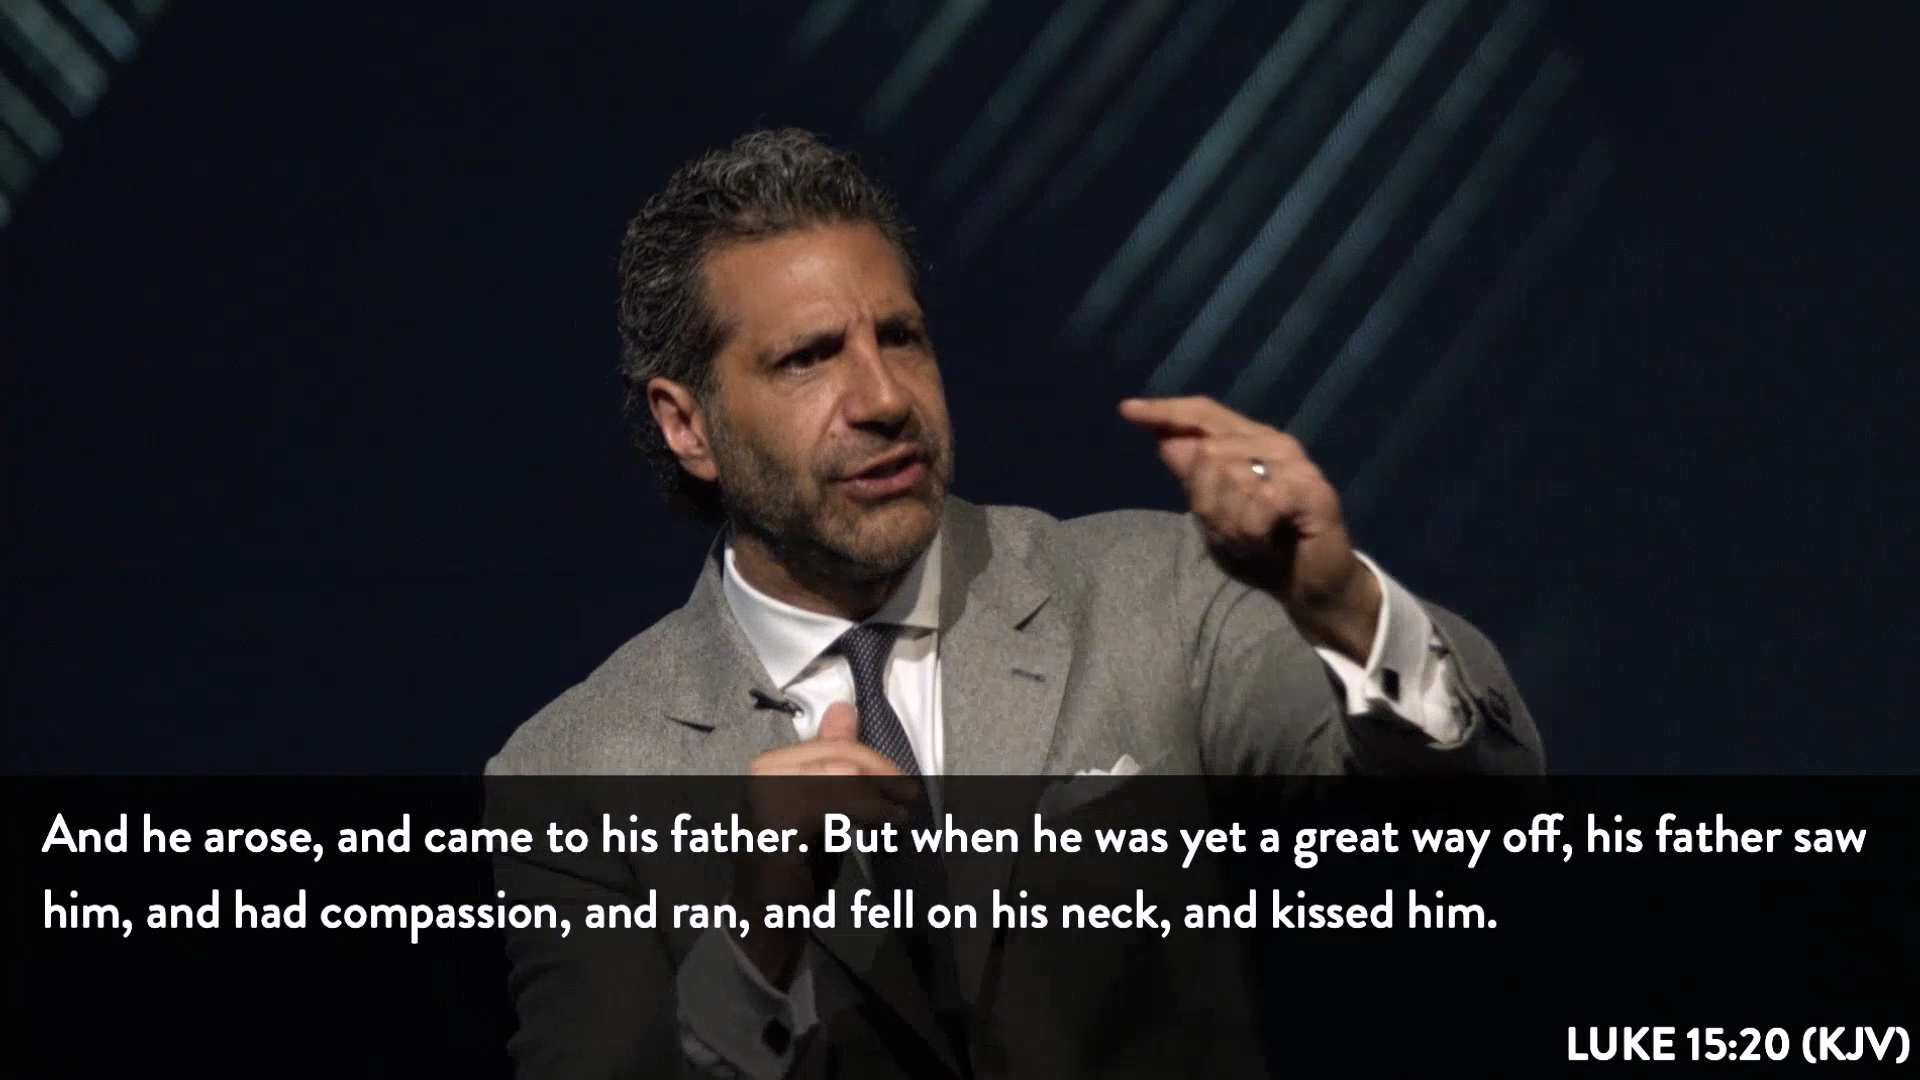 And he arose, and came to his father. But when he was yet a great way off, his father saw
him, and had compassion, and ran, and fell on his neck, and kissed him.
LUKE 15:20 (KJV)